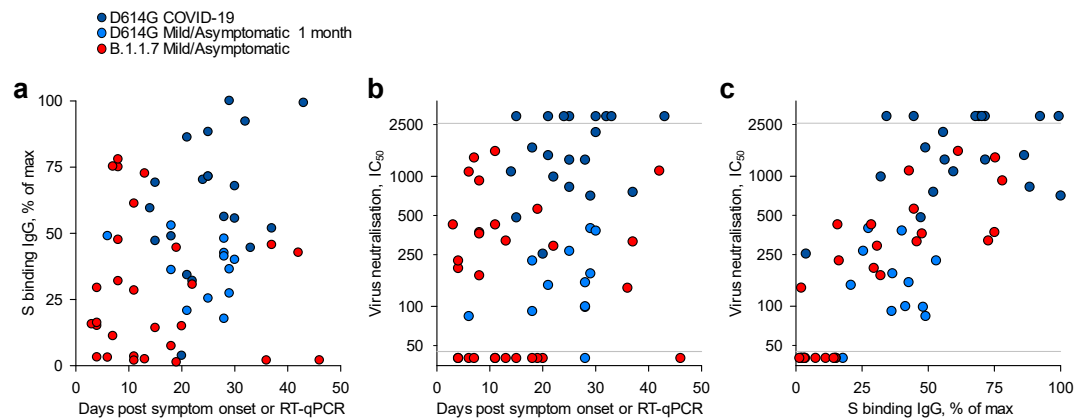 D614G COVID-19
D614G Mild/Asymptomatic 1 month
B.1.1.7 Mild/Asymptomatic
a
S binding IgG, % of max
100
75
50
25
0
0 10 20 30 40 50
Days post symptom onset or RT-qPCR
b
Virus neutralisation, IC50
2500
1000
500
250
100
50
0 10 20 30 40 50
Days post symptom onset or RT-qPCR
c
Virus neutralisation, IC50
2500
1000
500
250
100
50
0 25 50 75 100
S binding IgG, % of max